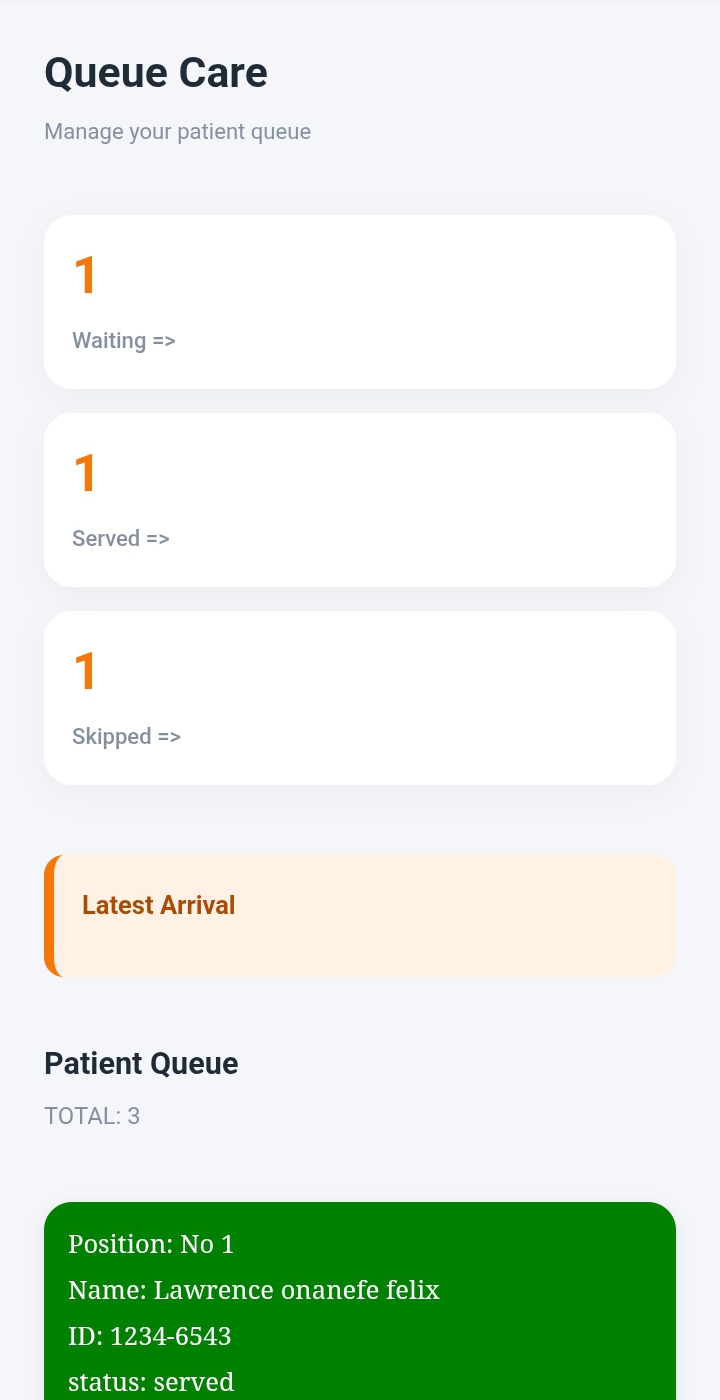 Queue Care
Manage your patient queue
1
Waiting =>
1
Served =>
1
Skipped =>
Latest Arrival
Patient Queue
TOTAL: 3
Position: No 1
Name: Lawrence onanefe felix
ID: 1234-6543
status: served